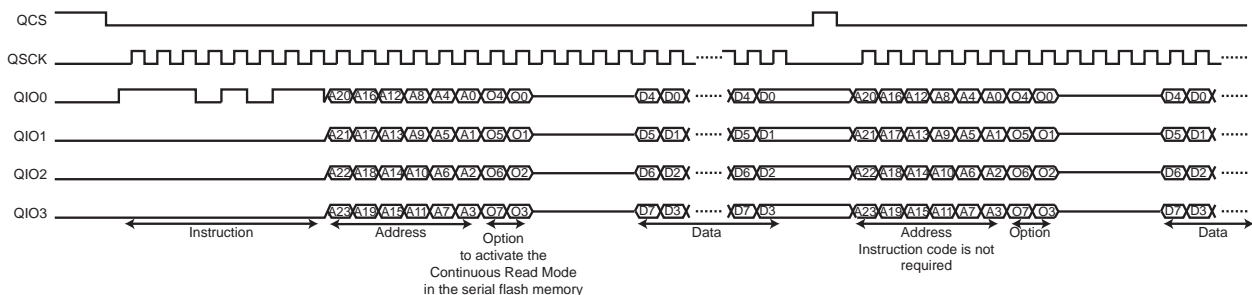 QCS
QSCK
QIO0 A20 A16 A12 A8 A4 A0 O4 O0 D4 D0 D4 D0 A20 A16 A12 A8 A4 A0 O4 O0 D4 D0
QIO1 A21 A17 A13 A9 A5 A1 O5 O1 D5 D1 D5 D1 A21 A17 A13 A9 A5 A1 O5 O1 D5 D1
QIO2 A22 A18 A14 A10 A6 A2 O6 O2 D6 D2 D6 D2 A22 A18 A14 A10 A6 A2 O6 O2 D6 D2
QIO3 A23 A19 A15 A11 A7 A3 O7 O3 D7 D3 D7 D3 A23 A19 A15 A11 A7 A3 O7 O3 D7 D3
Instruction Address Option Data Address Option Data
to activate the
Continuous Read Mode
in the serial flash memory
Instruction code is not
required